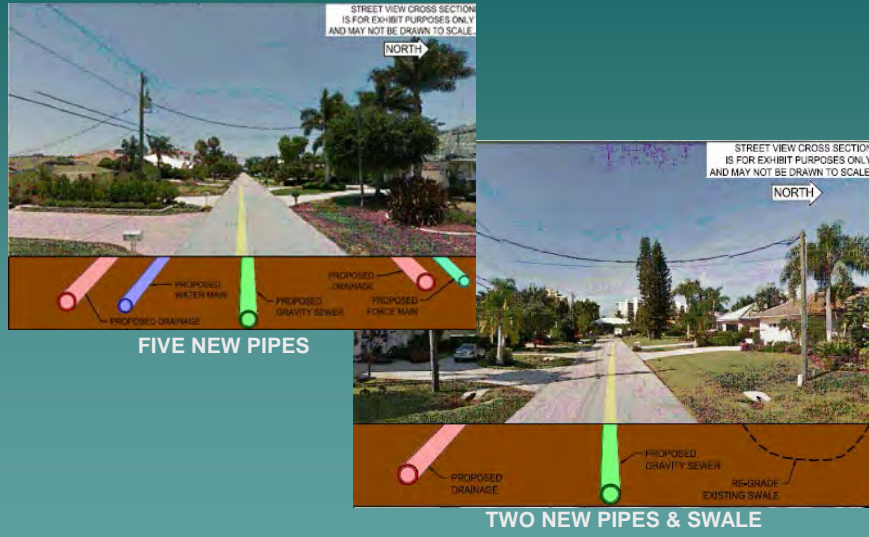 STREET VIEW CROSS SECTION
IS FOR EXHIBIT PURPOSES ONLY
AND MAY NOT BE DRAWN TO SCALE.
NORTH
PROPOSED DRAINAGE
PROPOSED
WATER MAIN
PROPOSED
GRAVITY SEWER
PROPOSED
DRAINAGE
PROPOSED
FORCE MAIN
FIVE NEW PIPES
STREET VIEW CROSS SECTION
IS FOR EXHIBIT PURPOSES ONLY
AND MAY NOT BE DRAWN TO SCALE
NORTH
PROPOSED
DRAINAGE
PROPOSED
GRAVITY SEWER
RE-GRADE
EXISTING SWALE
TWO NEW PIPES & SWALE